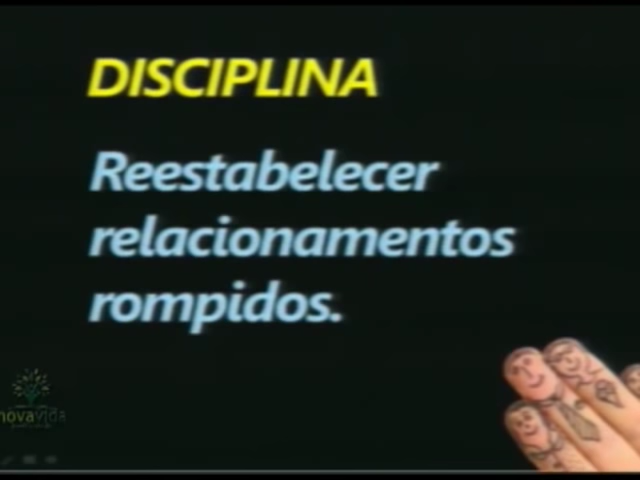 DISCIPLINA
Reestabelecer
relacionamentos
rompidos.
novavida